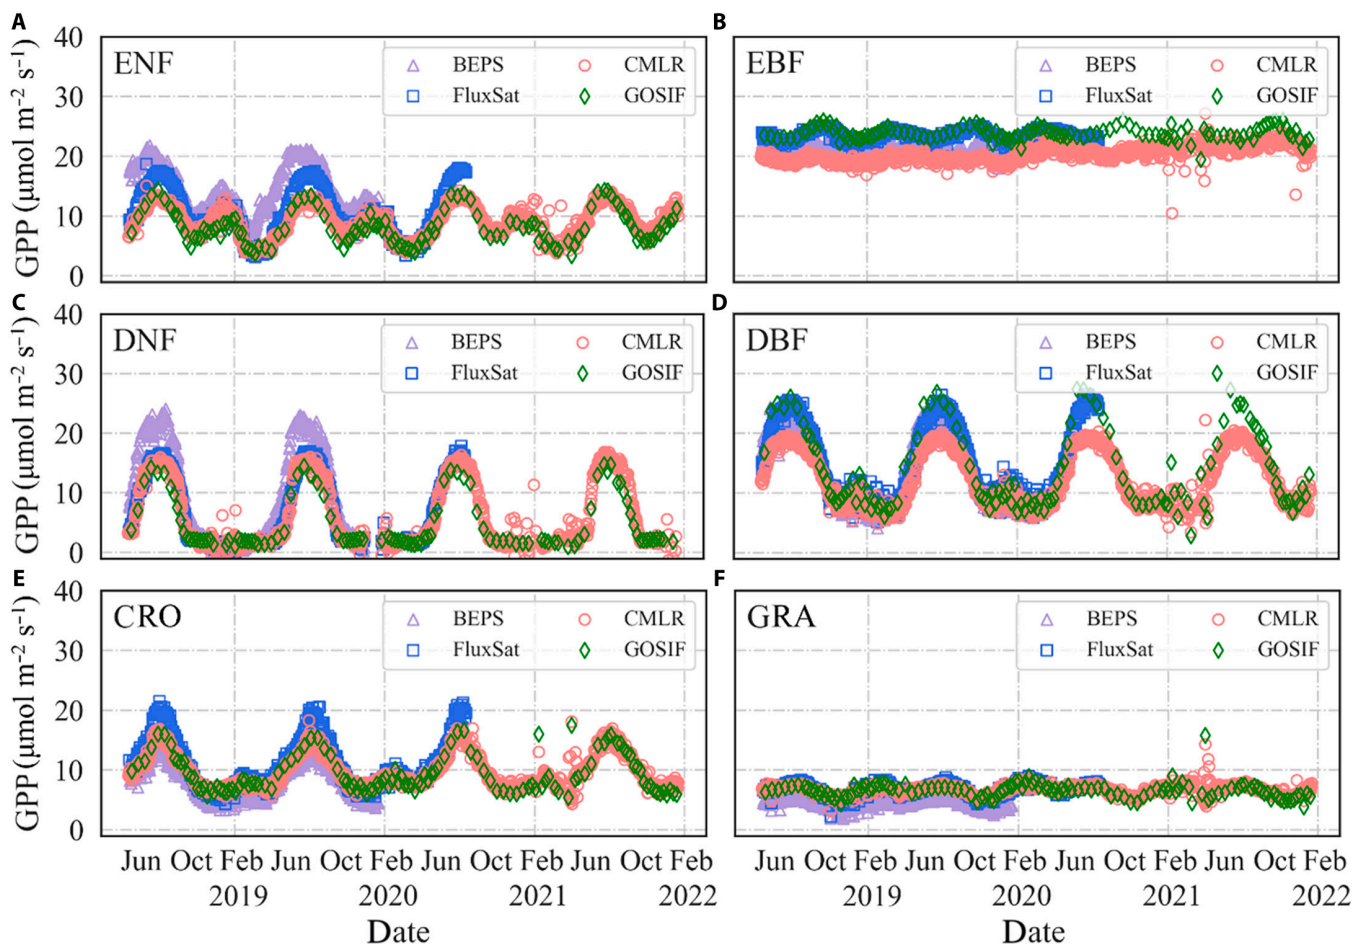 A
B
GPP (μmol m⁻² s⁻¹)
40
30
20
10
0
ENF
BEPS
CMLR
FluxSat
GOSIF
EBF
BEPS
CMLR
FluxSat
GOSIF
C
D
GPP (μmol m⁻² s⁻¹)
40
30
20
10
0
DNF
BEPS
CMLR
FluxSat
GOSIF
DBF
BEPS
CMLR
FluxSat
GOSIF
E
F
GPP (μmol m⁻² s⁻¹)
40
30
20
10
0
CRO
BEPS
CMLR
FluxSat
GOSIF
GRA
BEPS
CMLR
FluxSat
GOSIF
Jun Oct Feb Jun Oct Feb Jun Oct Feb Jun Oct Feb
2019 2020 2021 2022
Date
Jun Oct Feb Jun Oct Feb Jun Oct Feb Jun Oct Feb
2019 2020 2021 2022
Date